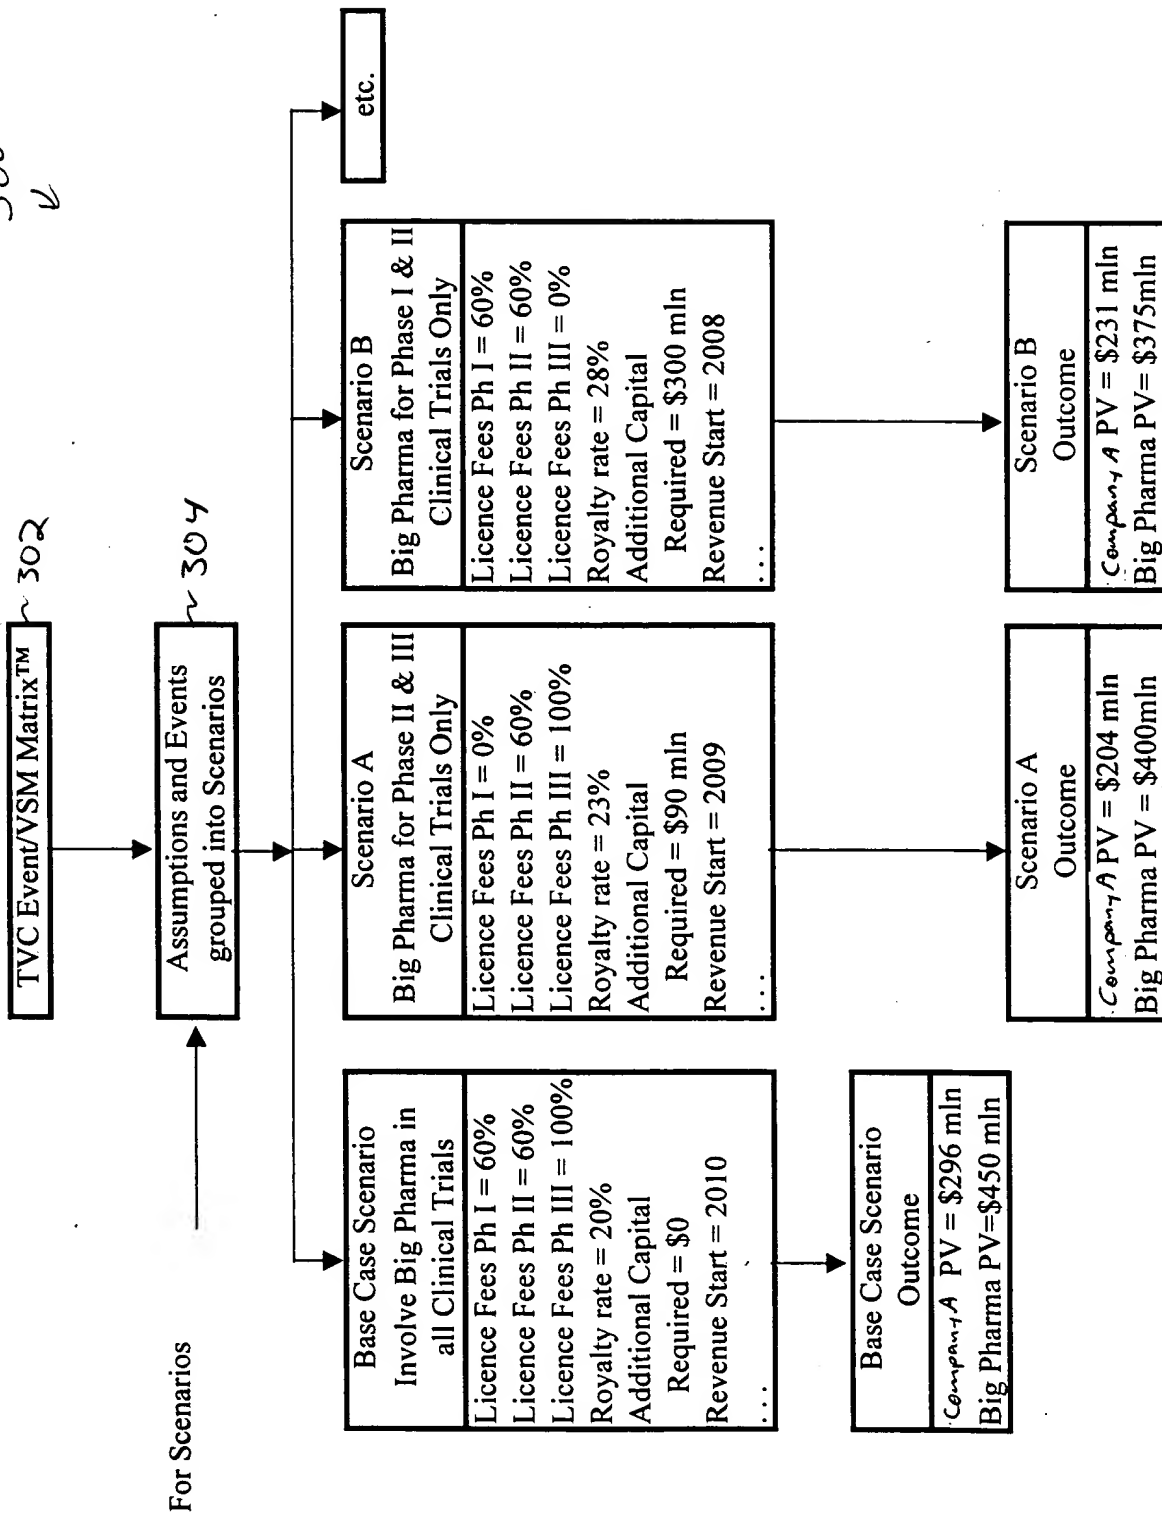 TVC Event/VSM Matrix™
~ 302
For Scenarios
Assumptions and Events
grouped into Scenarios
~ 304
Base Case Scenario
Involve Big Pharma in
all Clinical Trials
Licence Fees Ph I = 60%
Licence Fees Ph II = 60%
Licence Fees Ph III = 100%
Royalty rate = 20%
Additional Capital
Required = $0
Revenue Start = 2010
...
Scenario A
Big Pharma for Phase II & III
Clinical Trials Only
Licence Fees Ph I = 0%
Licence Fees Ph II = 60%
Licence Fees Ph III = 100%
Royalty rate = 23%
Additional Capital
Required = $90 mln
Revenue Start = 2009
...
Scenario B
Big Pharma for Phase I & II
Clinical Trials Only
Licence Fees Ph I = 60%
Licence Fees Ph II = 60%
Licence Fees Ph III = 0%
Royalty rate = 28%
Additional Capital
Required = $300 mln
Revenue Start = 2008
...
etc.
Base Case Scenario
Outcome
Company A PV = $296 mln
Big Pharma PV=$450 mln
Scenario A
Outcome
Company A PV = $204 mln
Big Pharma PV = $400mln
Scenario B
Outcome
Company A PV = $231 mln
Big Pharma PV= $375mln